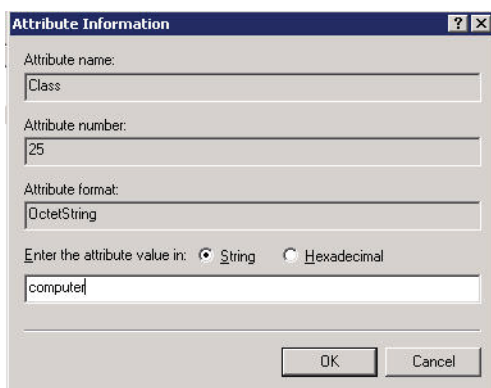 Attribute Information
Attribute name:
Class
Attribute number:
25
Attribute format:
OctetString
Enter the attribute value in: String Hexadecimal
computer
OK Cancel